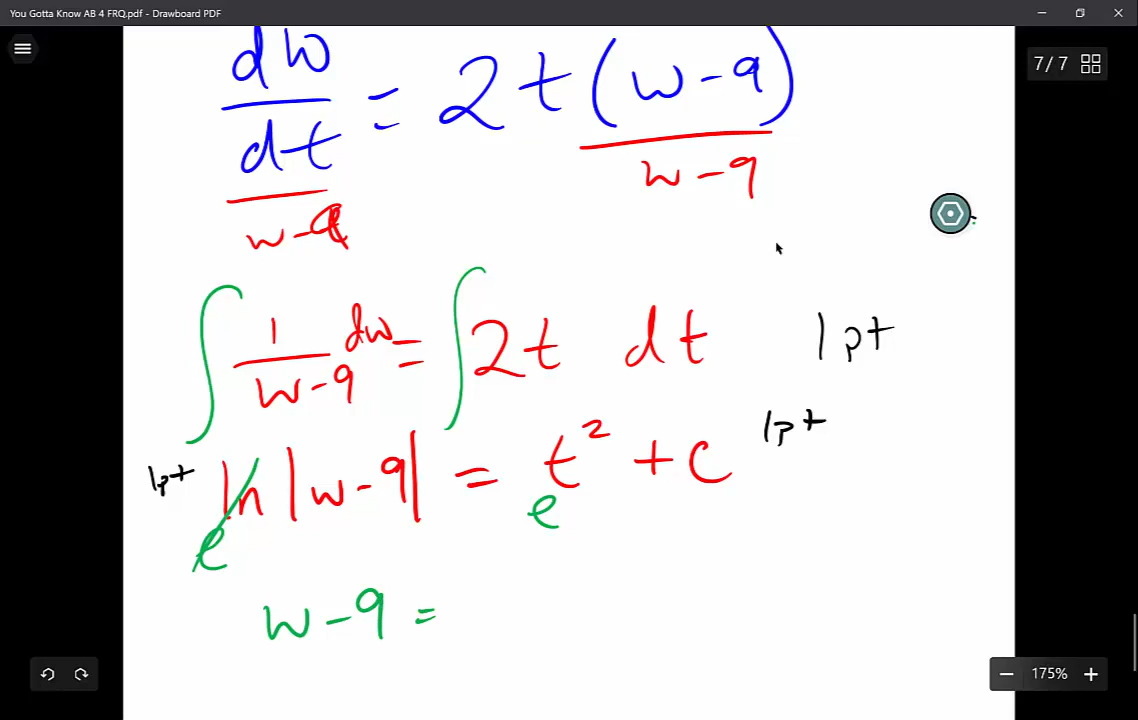 You Gotta Know AB 4 FRQ.pdf - Drawboard PDF
7 / 7
dw/dt/(w-9) = 2t(w-9)/(w-9)
∫ 1/(w-9) dw = ∫ 2t dt 1pt
1pt ln|w-9| = t² + c 1pt
e e
w-9 =
175%